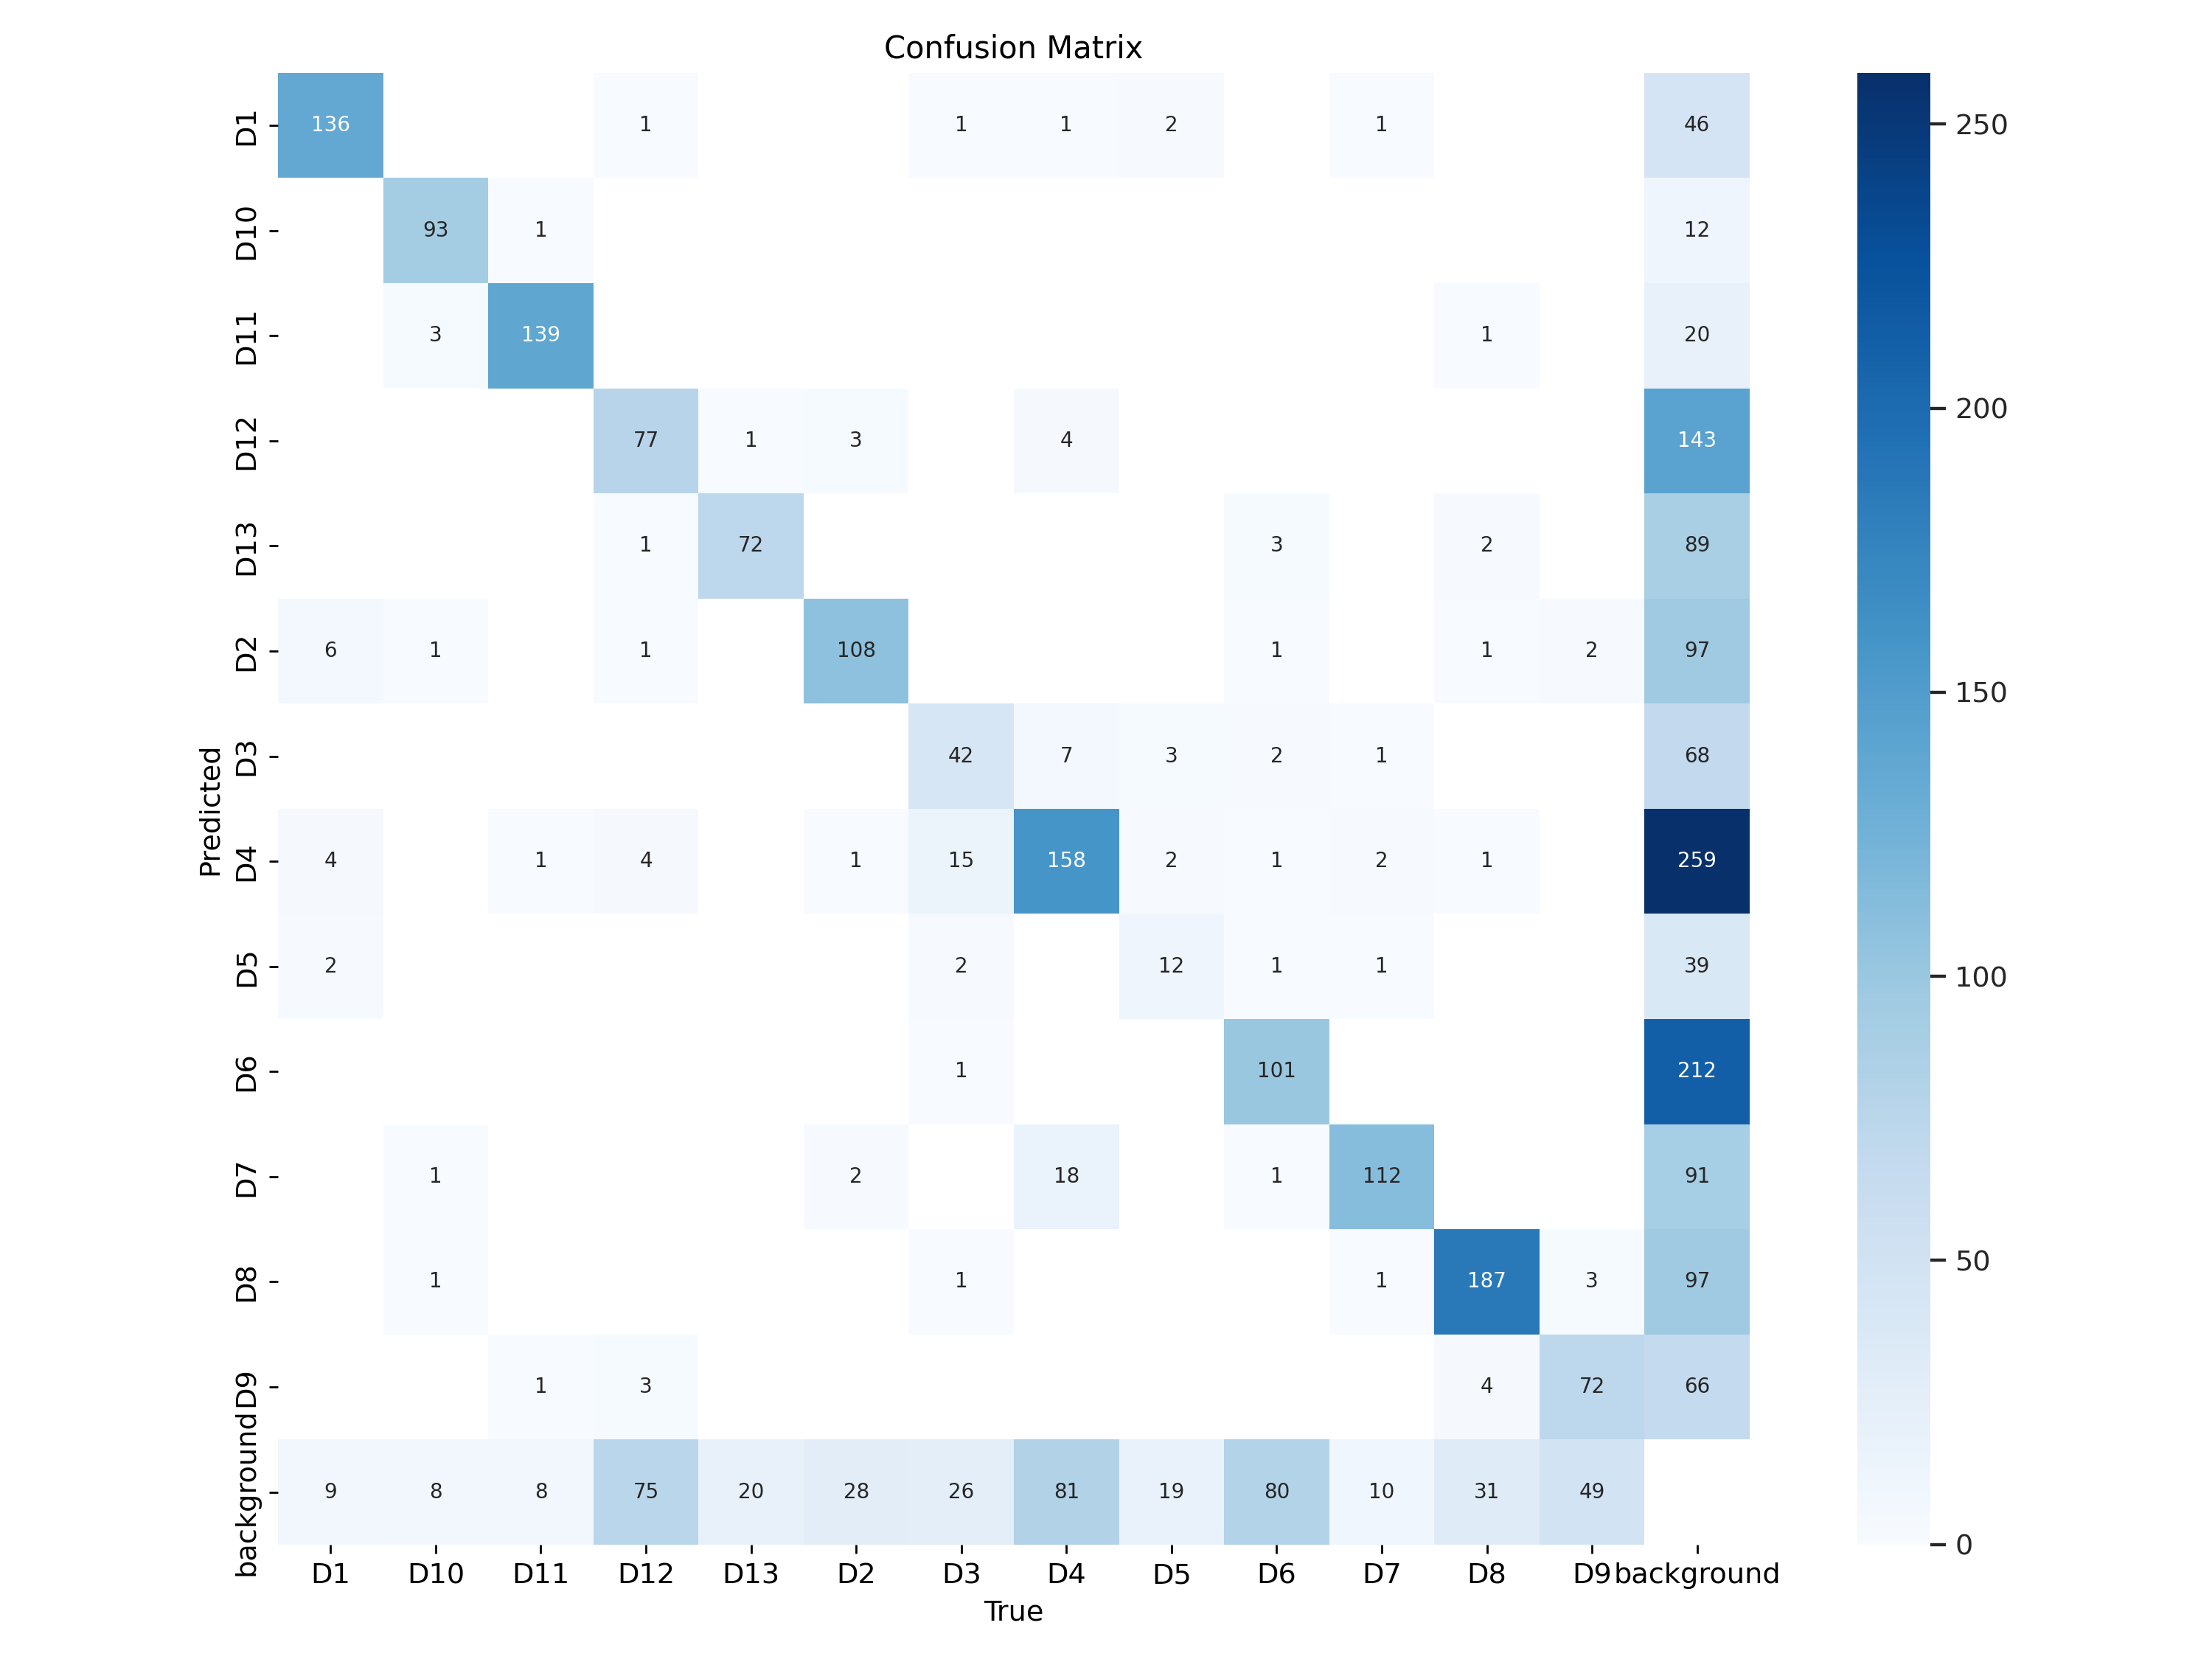 Confusion Matrix
D1 136 1 1 1 2 1 46
D10 93 1 12
D11 3 139 1 20
D12 77 1 3 4 143
D13 1 72 3 2 89
D2 6 1 1 108 1 1 2 97
D3 42 7 3 2 1 68
D4 4 1 4 1 15 158 2 1 2 1 259
D5 2 2 12 1 1 39
D6 1 101 212
D7 1 2 18 1 112 91
D8 1 1 1 187 3 97
D9 1 3 4 72 66
background 9 8 8 75 20 28 26 81 19 80 10 31 49
D1 D10 D11 D12 D13 D2 D3 D4 D5 D6 D7 D8 D9 background
True
Predicted
250
200
150
100
50
0